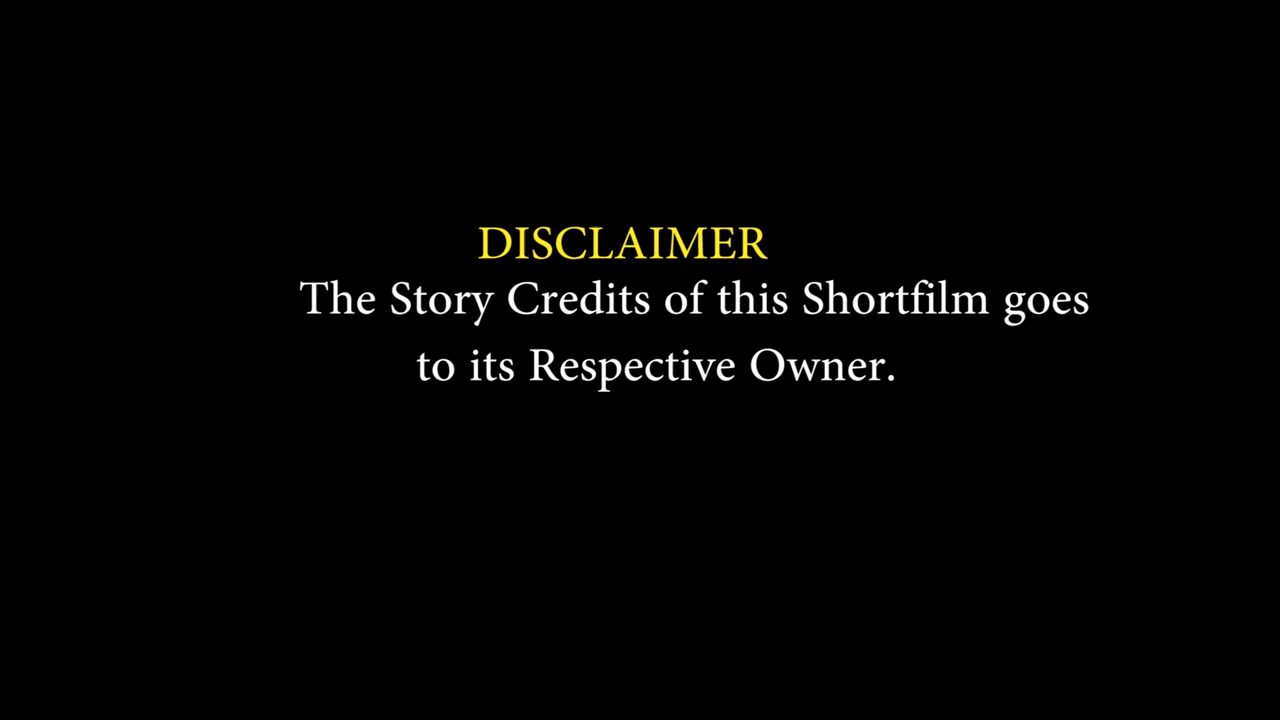 DISCLAIMER
The Story Credits of this Shortfilm goes
to its Respective Owner.